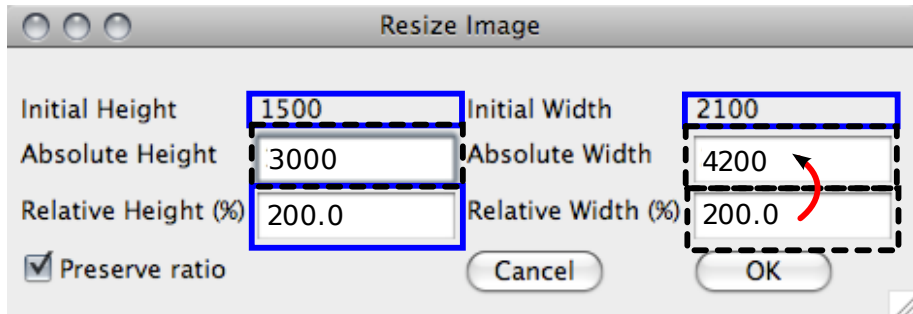 Resize Image
Initial Height 1500 Initial Width 2100
Absolute Height 3000 Absolute Width 4200
Relative Height (%) 200.0 Relative Width (%) 200.0
Preserve ratio Cancel OK